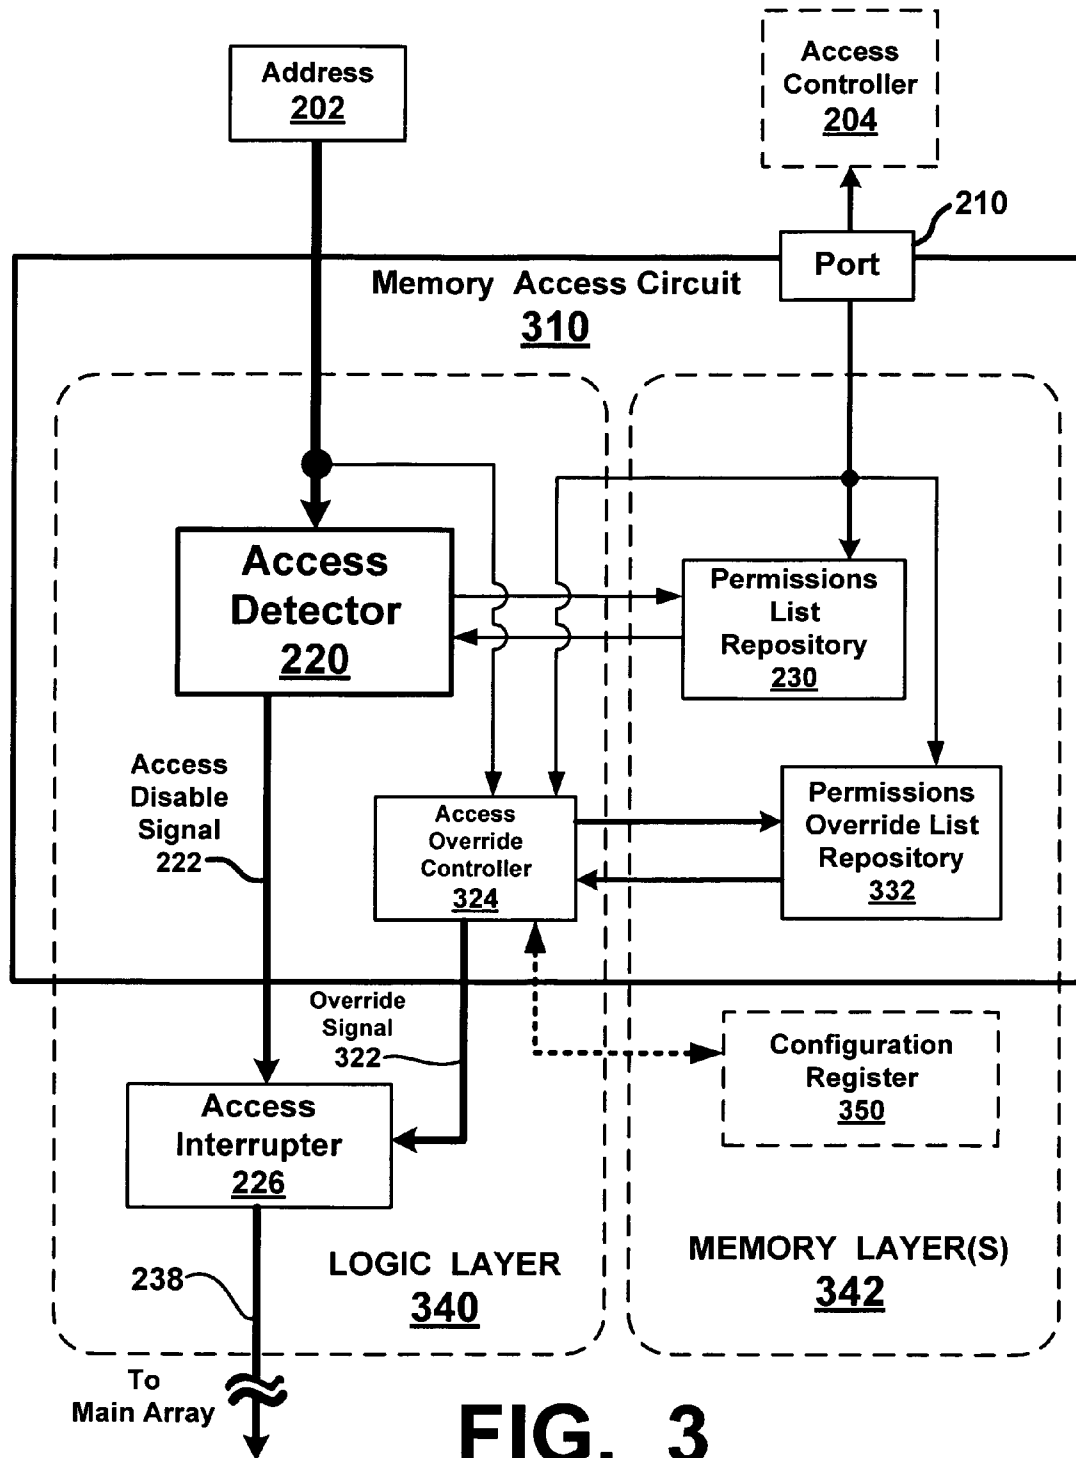 Address
202
Access
Controller
204
210
Port
Memory Access Circuit
310
Access
Detector
220
Permissions
List
Repository
230
Access
Disable
Signal
222
Access
Override
Controller
324
Permissions
Override List
Repository
332
Override
Signal
322
Configuration
Register
350
Access
Interrupter
226
238
LOGIC LAYER
340
MEMORY LAYER(S)
342
To
Main Array
FIG. 3